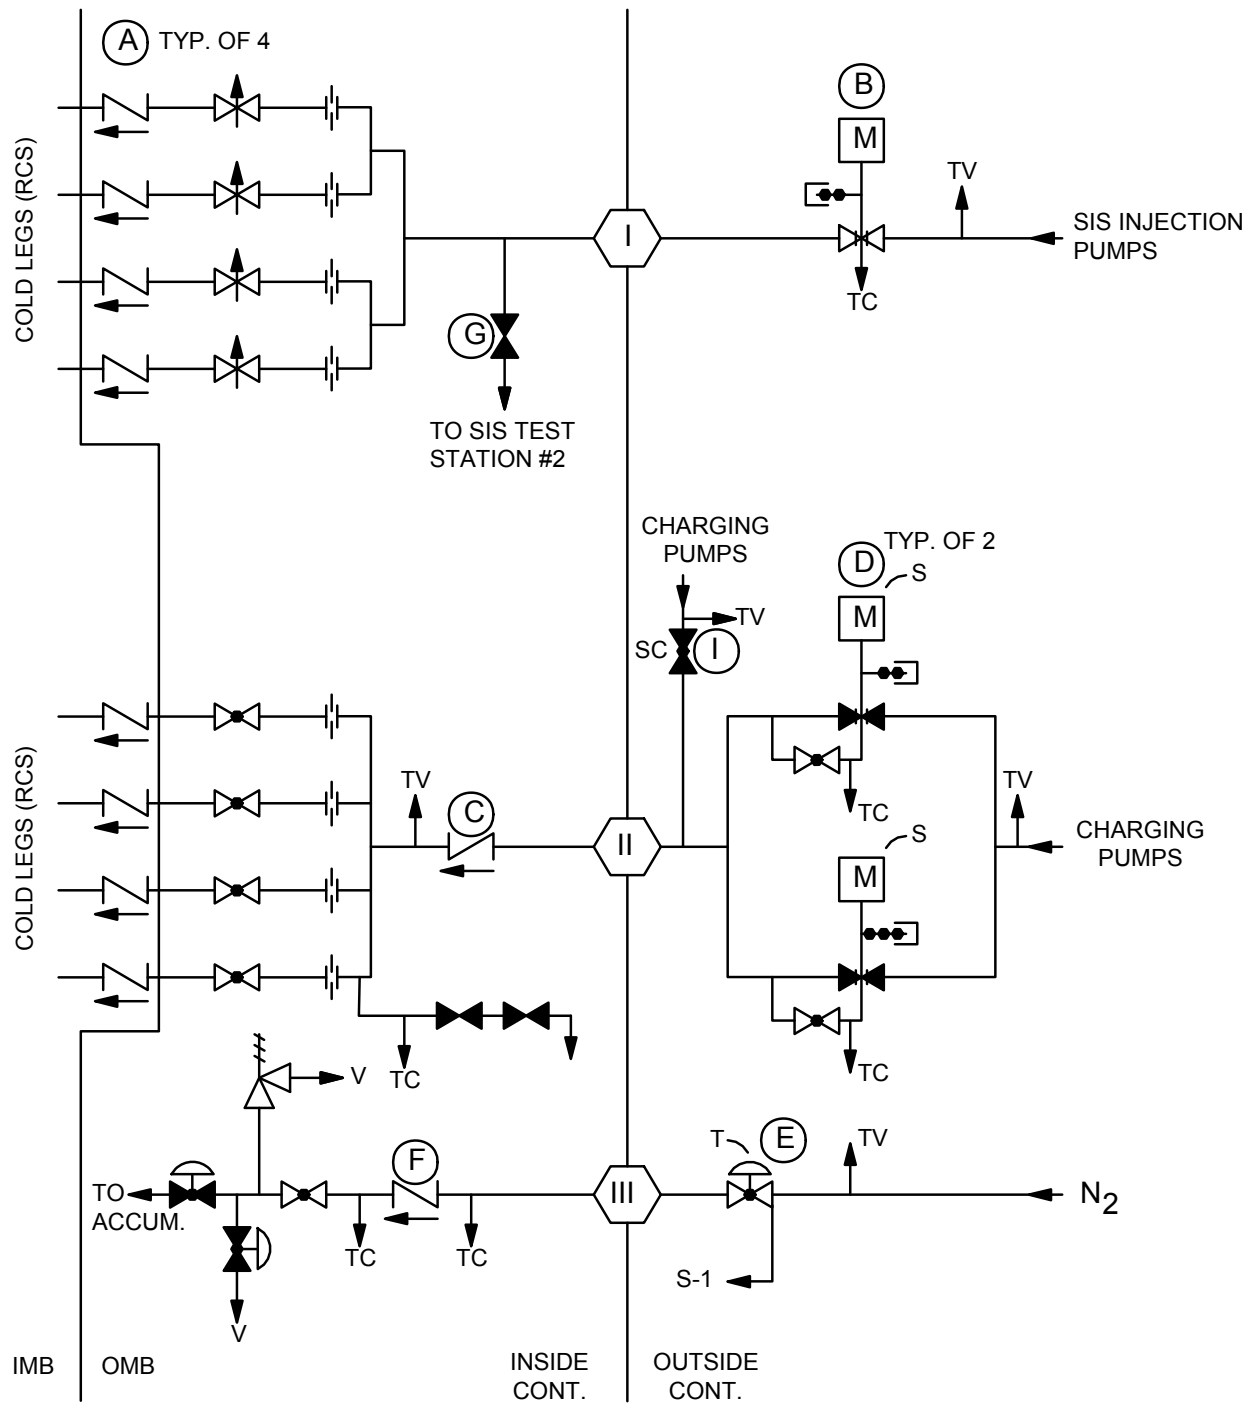 A TYP. OF 4
B
M
TV
COLD LEGS (RCS)
I
SIS INJECTION
PUMPS
TC
G
TO SIS TEST
STATION #2
CHARGING
PUMPS
TYP. OF 2
D
S
M
TV
SC
I
TC
TV
COLD LEGS (RCS)
TV
C
II
S
M
CHARGING
PUMPS
TC
TC
V
T
E
TV
F
TO
ACCUM.
III
N2
TC
TC
S-1
V
IMB
OMB
INSIDE
CONT.
OUTSIDE
CONT.